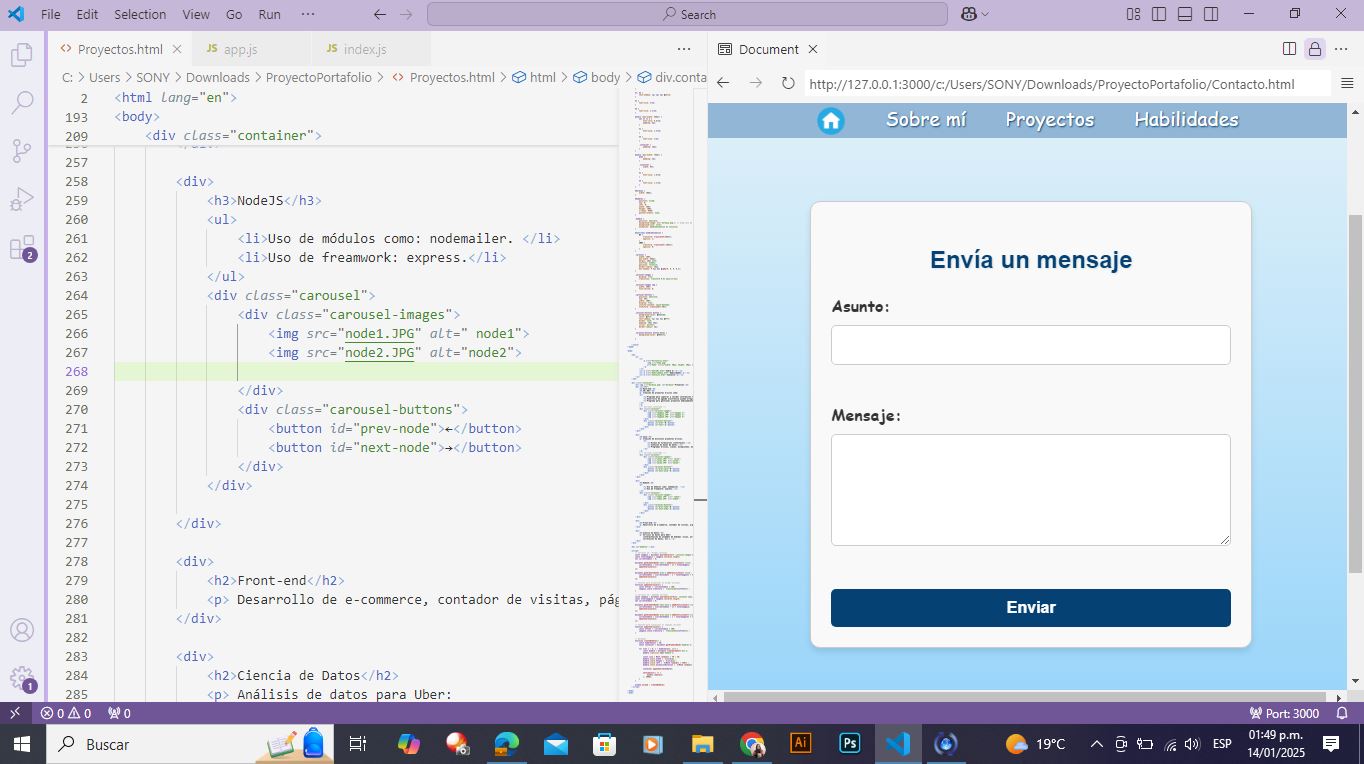 File Edit Selection View Go Run ··· Search
Proyectos.html app.js index.js ···
C: > Users > SONY > Downloads > ProyectoPortafolio > Proyectos.html > html > body > div.conta
2 <html lang="en">
193 <body>
209 <div class="container">
257
258 <div>
259 <h3>NodeJS</h3>
260 <ul>
261 <li>Uso de módulos como: nodemailer. </li>
262 <li>Uso de freamwork: express.</li>
263 </ul>
264 <div class="carousel">
265 <div class="carousel-images">
266 <img src="node1.JPG" alt=" node1">
267 <img src="node2.JPG" alt="node2">
268
269 </div>
270 <div class="carousel-buttons">
271 <button id="prev-node">←</button>
272 <button id="next-node">→</button>
273 </div>
274 </div>
275
276 </div>
278 <div>
279 <h2>Front-end</h2>
280 <p> Desarrollo de e-commerce, contador de visitas, pág
281 </div>
282
283 <div>
284 <h2>Ciencia de Datos</h2>
285 <p> Análisis de datos para Uber:
Document
http://127.0.0.1:3000/c:/Users/SONY/Downloads/ProyectoPortafolio/Contacto.html
Sobre mí Proyectos Habilidades
Envía un mensaje
Asunto:
Mensaje:
Enviar
2
1
0 0 0 Port: 3000
Buscar
Ai
Ps
19°C ESP
01:49 p.m.
14/01/2025